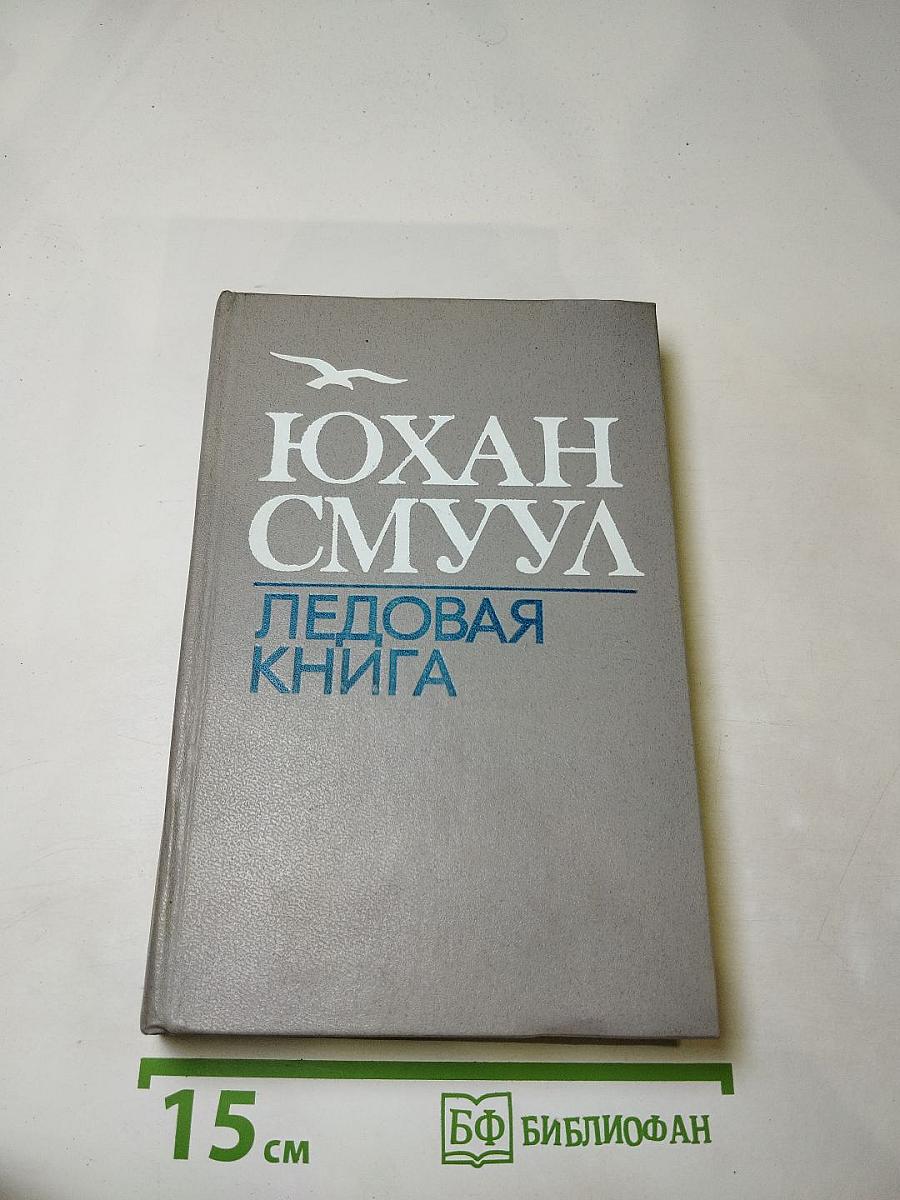 ЮХАН
СМУУЛ
ЛЕДОВАЯ
КНИГА
15 см
БФ БИБЛИОФАН